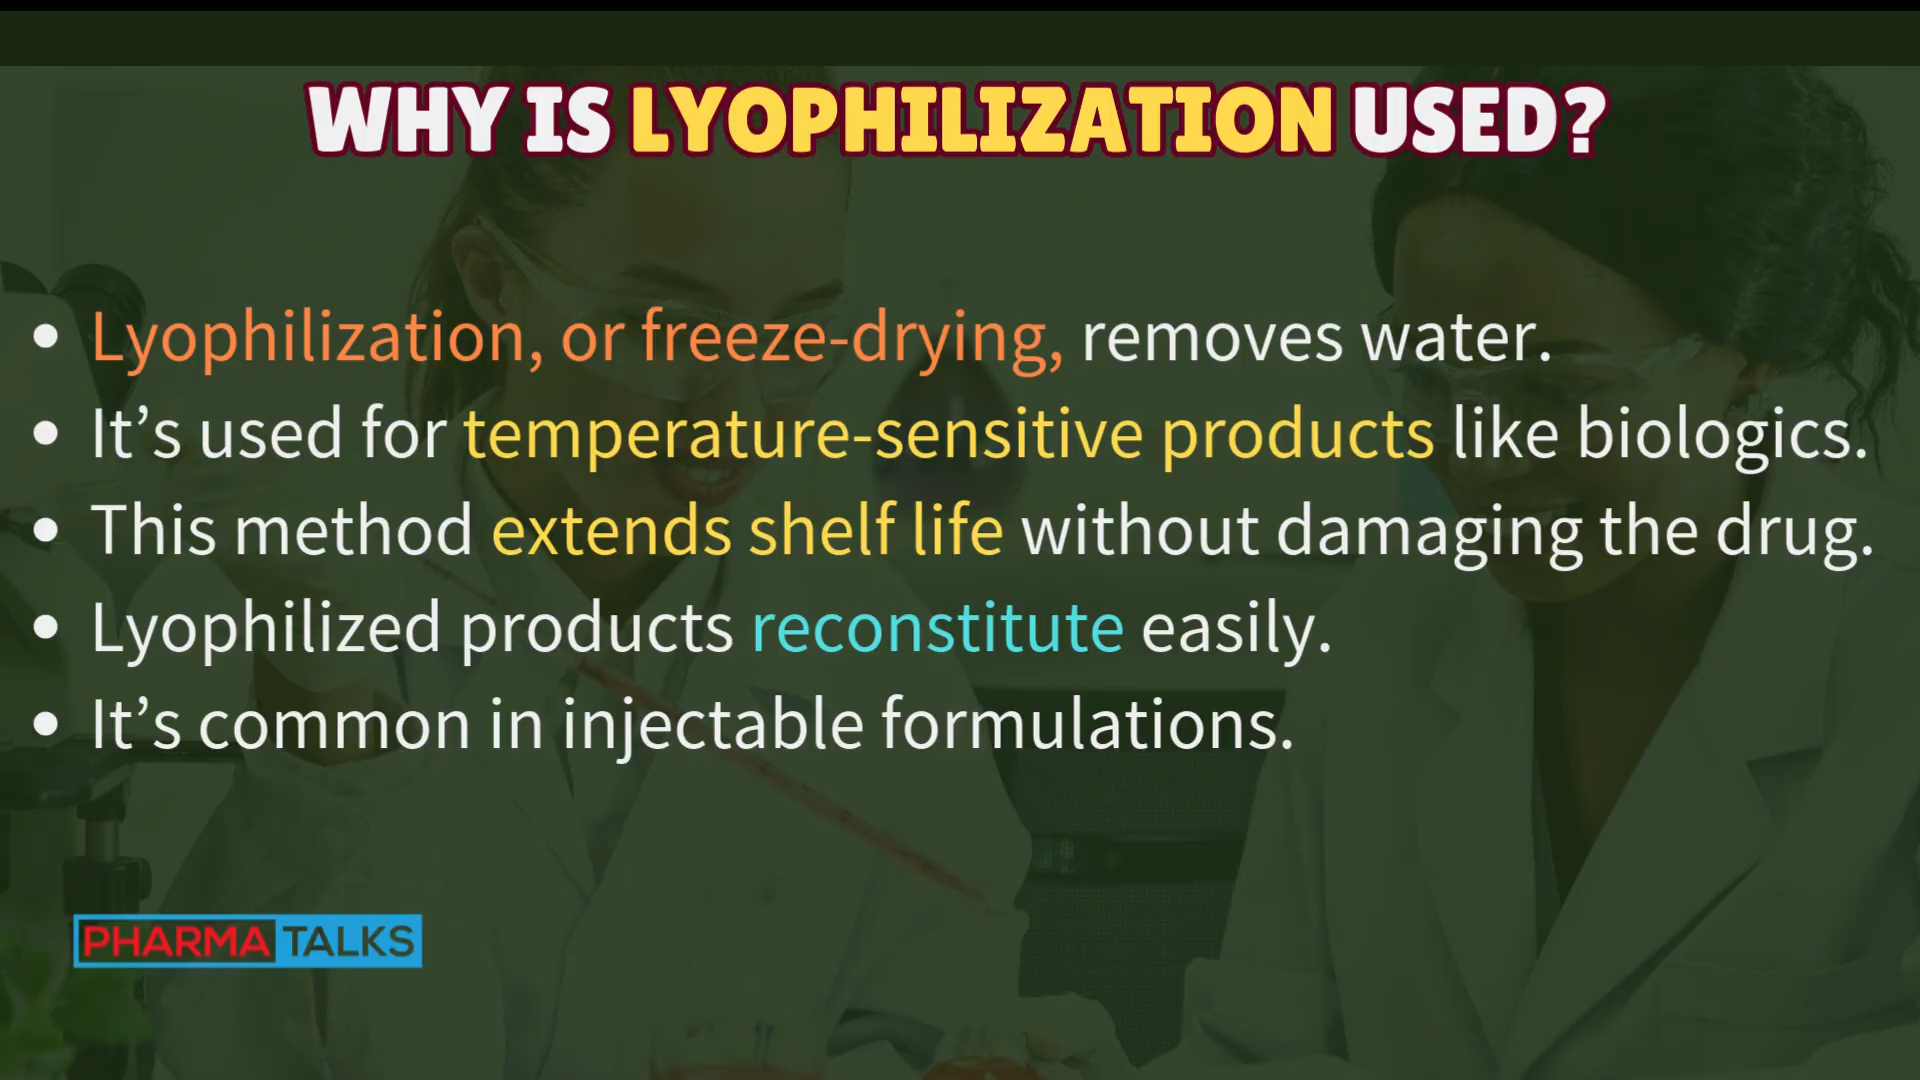 WHY IS LYOPHILIZATION USED?
• Lyophilization, or freeze-drying, removes water.
• It’s used for temperature-sensitive products like biologics.
• This method extends shelf life without damaging the drug.
• Lyophilized products reconstitute easily.
• It’s common in injectable formulations.
PHARMA TALKS